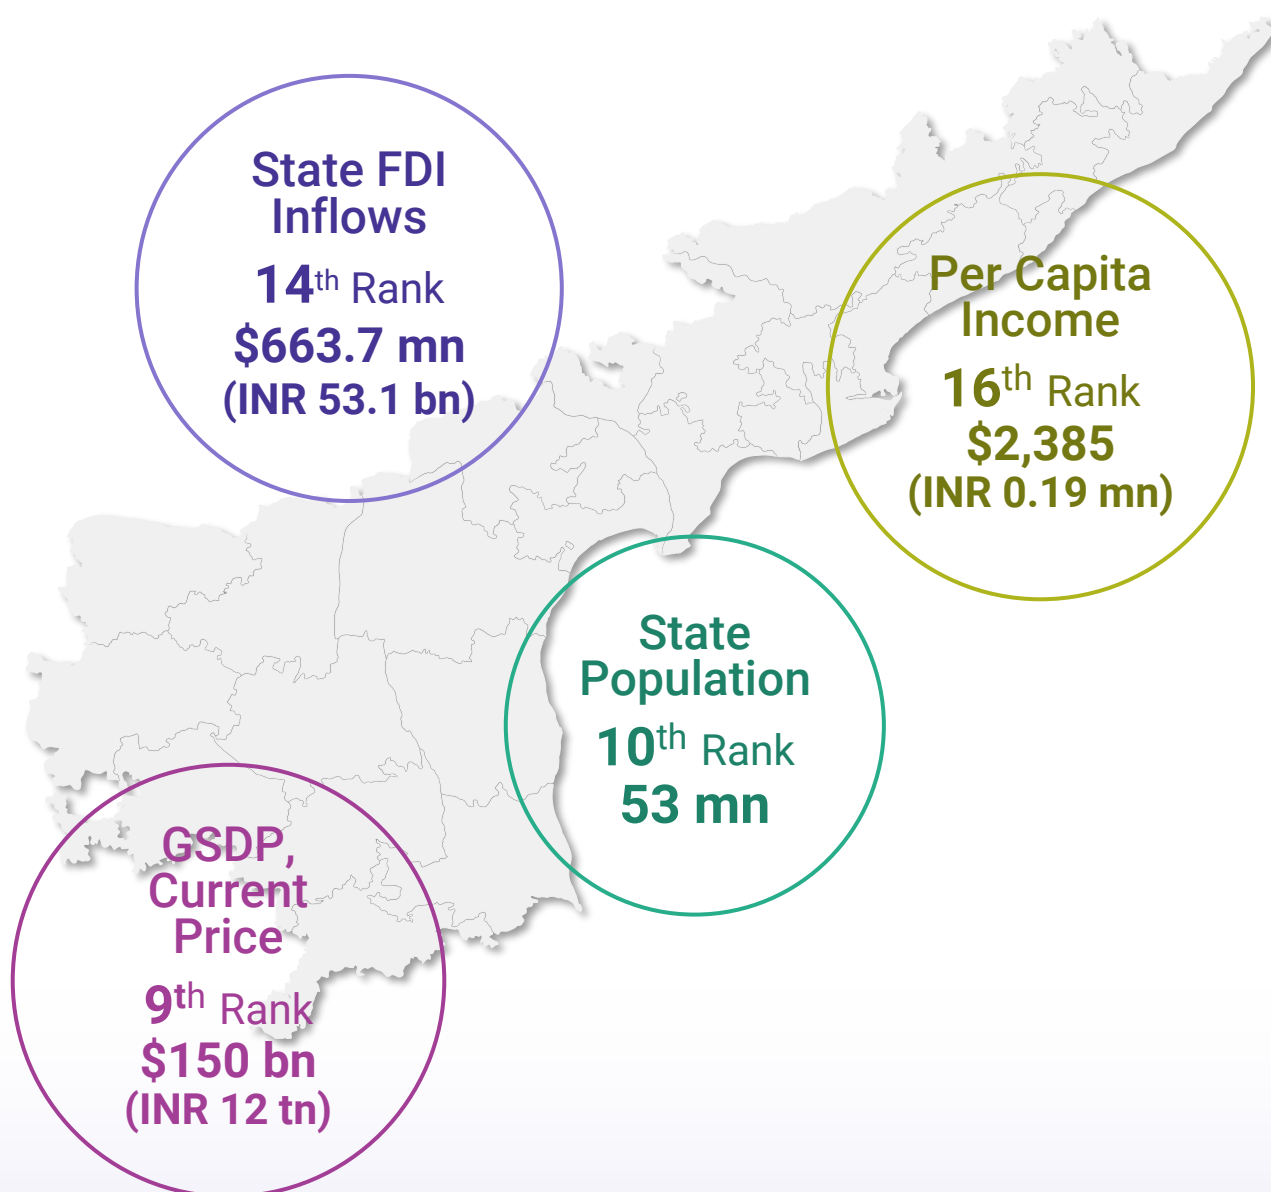 State FDI
Inflows
14th Rank
$663.7 mn
(INR 53.1 bn)
Per Capita
Income
16th Rank
$2,385
(INR 0.19 mn)
State
Population
10th Rank
53 mn
GSDP,
Current
Price
9th Rank
$150 bn
(INR 12 tn)